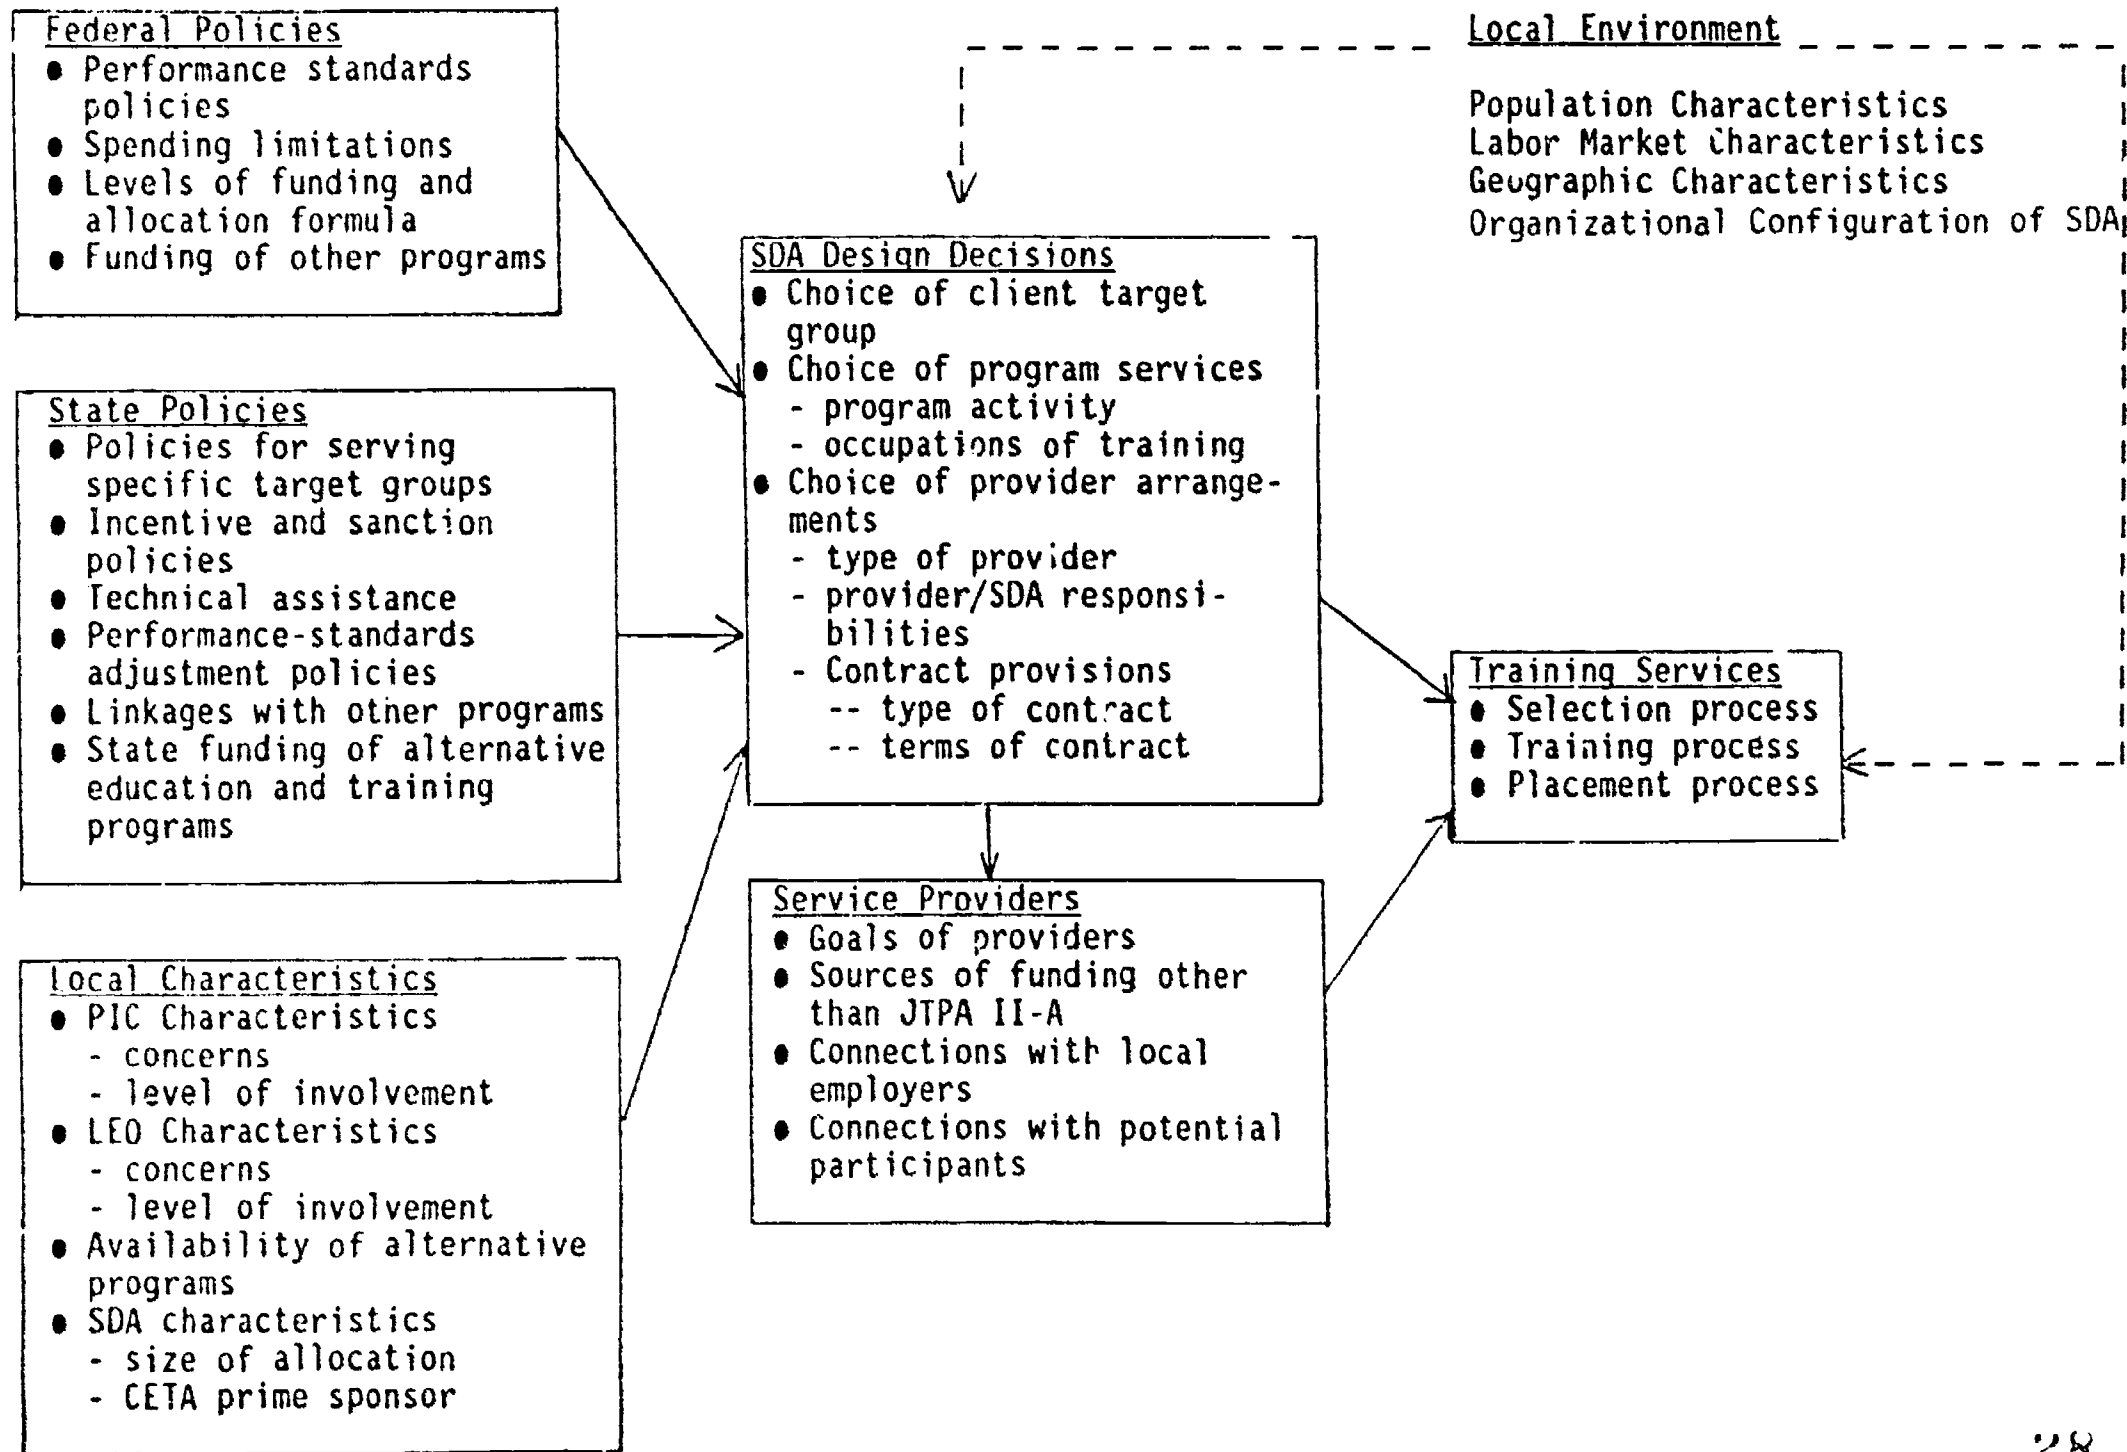 Federal Policies
● Performance standards
policies
● Spending limitations
● Levels of funding and
allocation formula
● Funding of other programs
State Policies
● Policies for serving
specific target groups
● Incentive and sanction
policies
● Technical assistance
● Performance-standards
adjustment policies
● Linkages with other programs
● State funding of alternative
education and training
programs
Local Characteristics
● PIC Characteristics
- concerns
- level of involvement
● LEO Characteristics
- concerns
- level of involvement
● Availability of alternative
programs
● SDA characteristics
- size of allocation
- CETA prime sponsor
SDA Design Decisions
● Choice of client target
group
● Choice of program services
- program activity
- occupations of training
● Choice of provider arrange-
ments
- type of provider
- provider/SDA responsi-
bilities
- Contract provisions
-- type of contract
-- terms of contract
Service Providers
● Goals of providers
● Sources of funding other
than JTPA II-A
● Connections with local
employers
● Connections with potential
participants
Local Environment
Population Characteristics
Labor Market Characteristics
Geographic Characteristics
Organizational Configuration of SDA
Training Services
● Selection process
● Training process
● Placement process
28